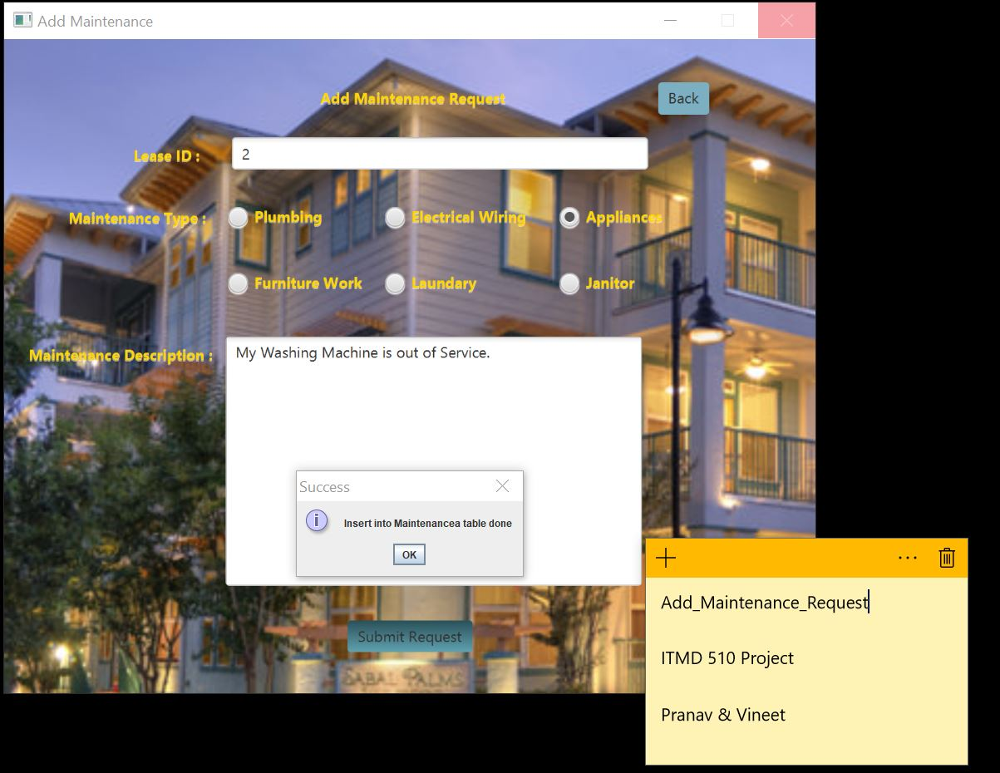 Add Maintenance
Add Maintenance Request
Back
Lease ID :
2
Maintenance Type :
Plumbing
Electrical Wiring
Appliances
Furniture Work
Laundary
Janitor
Maintenance Description :
My Washing Machine is out of Service.
Success
i
Insert into Maintenancea table done
OK
Submit Request
SABAL PALMS
Add_Maintenance_Request
ITMD 510 Project
Pranav & Vineet